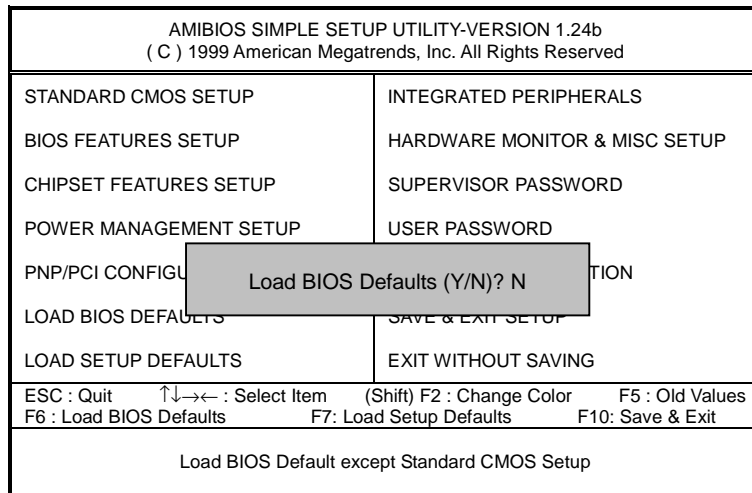 AMIBIOS SIMPLE SETUP UTILITY-VERSION 1.24b
( C ) 1999 American Megatrends, Inc. All Rights Reserved
STANDARD CMOS SETUP
BIOS FEATURES SETUP
CHIPSET FEATURES SETUP
POWER MANAGEMENT SETUP
PNP/PCI
LOAD BIOS DEFAULTS
LOAD SETUP DEFAULTS
INTEGRATED PERIPHERALS
HARDWARE MONITOR & MISC SETUP
SUPERVISOR PASSWORD
USER PASSWORD
SAVE & EXIT SETUP
EXIT WITHOUT SAVING
Load BIOS Defaults (Y/N)? N
ESC : Quit ↑↓→← : Select Item (Shift) F2 : Change Color F5 : Old Values
F6 : Load BIOS Defaults F7: Load Setup Defaults F10: Save & Exit
Load BIOS Default except Standard CMOS Setup